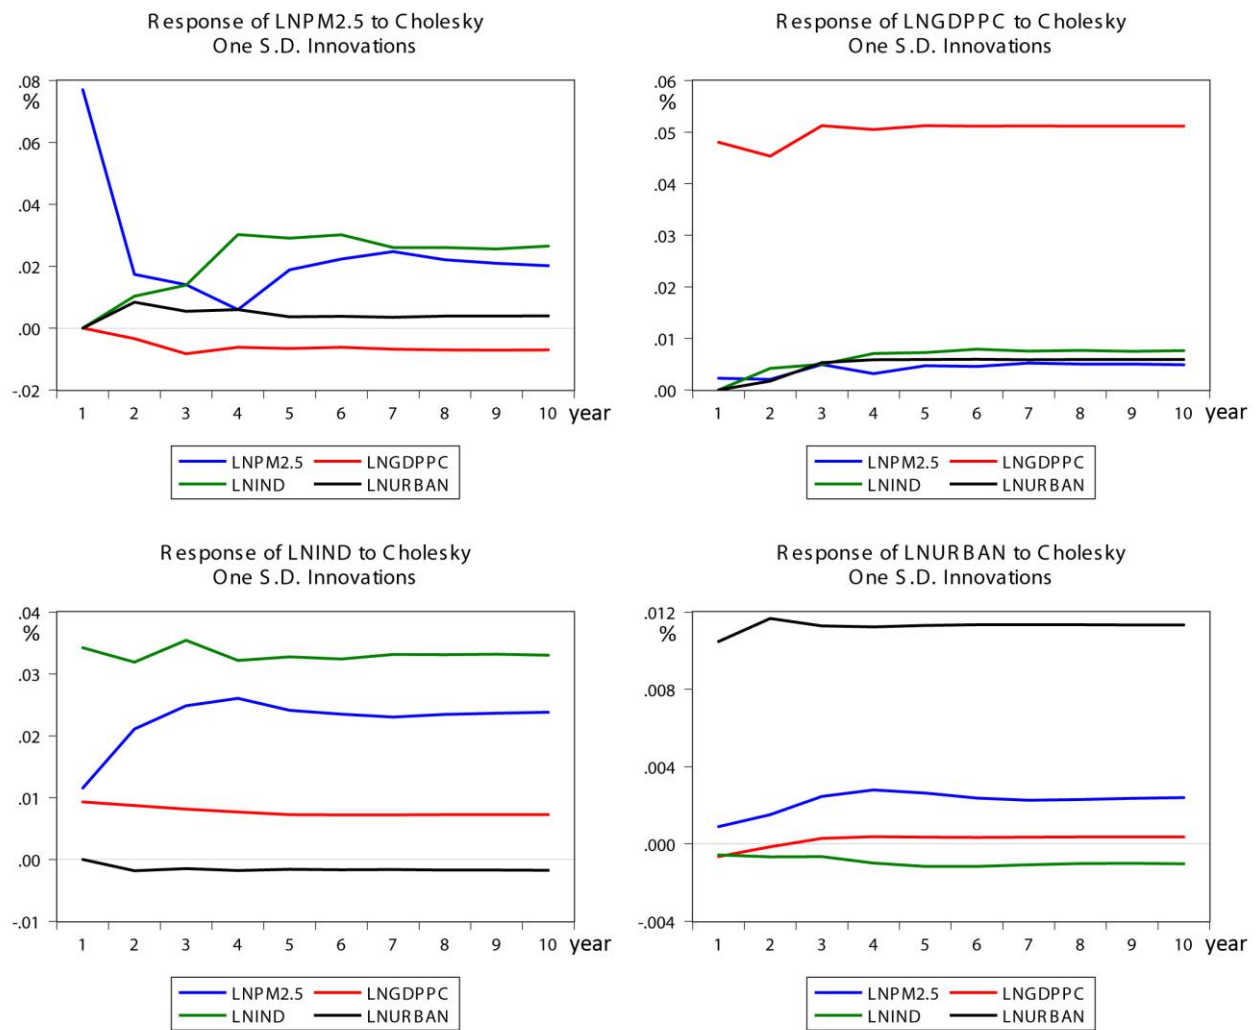 Response of LNPM2.5 to Cholesky
One S.D. Innovations
.08
%
.06
.04
.02
.00
-.02
1 2 3 4 5 6 7 8 9 10 year
LNPM2.5 LNGDPPC
LNIND LNURBAN
Response of LNGDPPC to Cholesky
One S.D. Innovations
.06
%
.05
.04
.03
.02
.01
.00
1 2 3 4 5 6 7 8 9 10 year
LNPM2.5 LNGDPPC
LNIND LNURBAN
Response of LNIND to Cholesky
One S.D. Innovations
.04
%
.03
.02
.01
.00
-.01
1 2 3 4 5 6 7 8 9 10 year
LNPM2.5 LNGDPPC
LNIND LNURBAN
Response of LNURBAN to Cholesky
One S.D. Innovations
.012
%
.008
.004
.000
-.004
1 2 3 4 5 6 7 8 9 10 year
LNPM2.5 LNGDPPC
LNIND LNURBAN